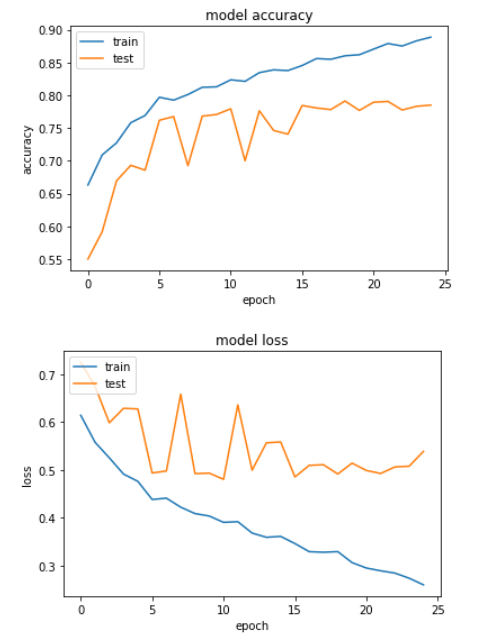 model accuracy
0.90
0.85
0.80
0.75
0.70
0.65
0.60
0.55
accuracy
train
test
0 5 10 15 20 25
epoch
model loss
0.7
0.6
0.5
0.4
0.3
loss
train
test
0 5 10 15 20 25
epoch